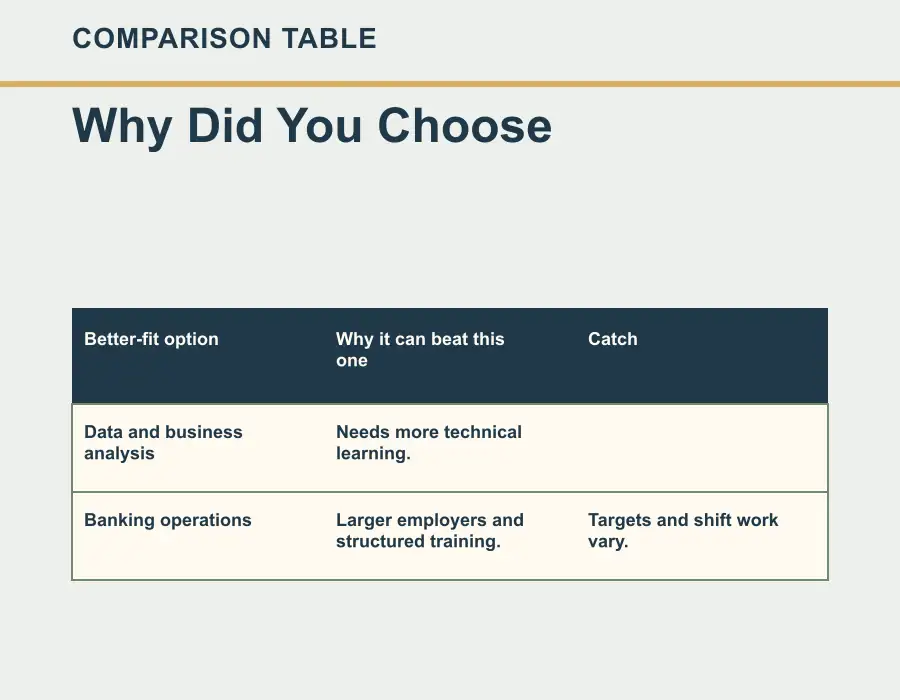 COMPARISON TABLE
Why Did You Choose
Better-fit option
Why it can beat this
one
Catch
Data and business
analysis
Needs more technical
learning.
Banking operations
Larger employers and
structured training.
Targets and shift work
vary.